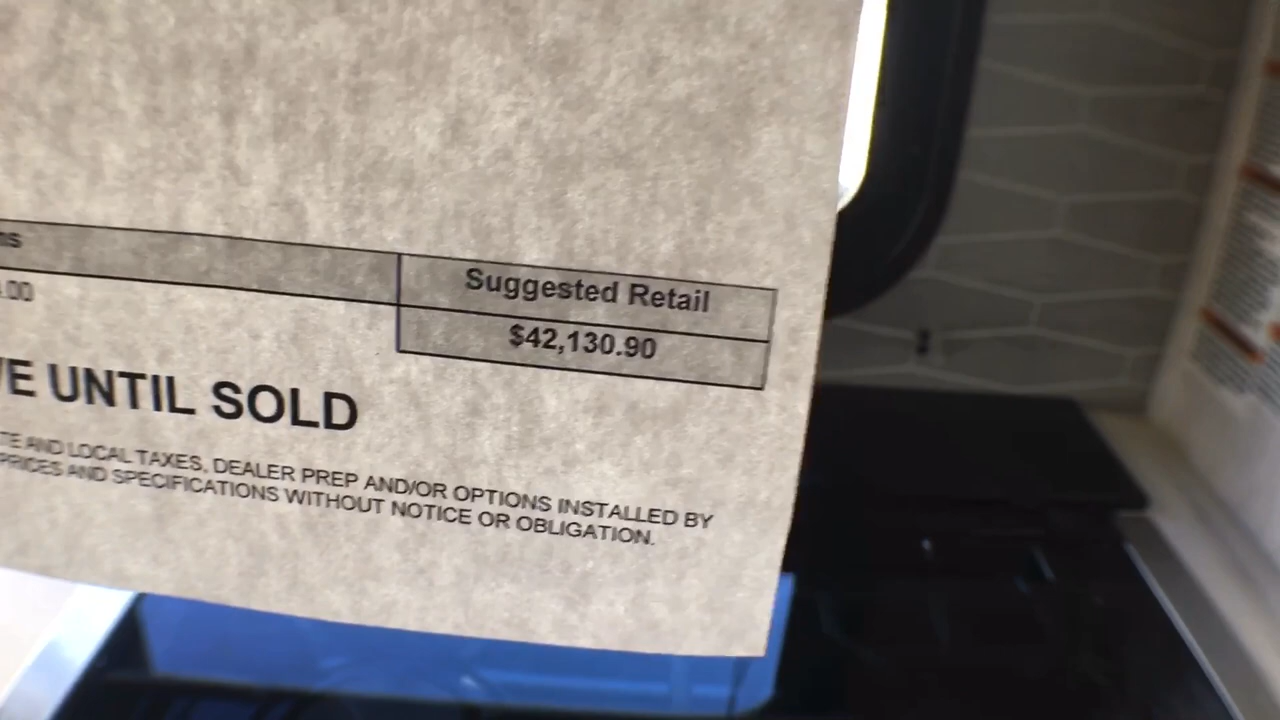 Suggested Retail
.00
$42,130.90
UNTIL SOLD
AND LOCAL TAXES, DEALER PREP AND/OR OPTIONS INSTALLED BY
PRICES AND SPECIFICATIONS WITHOUT NOTICE OR OBLIGATION.